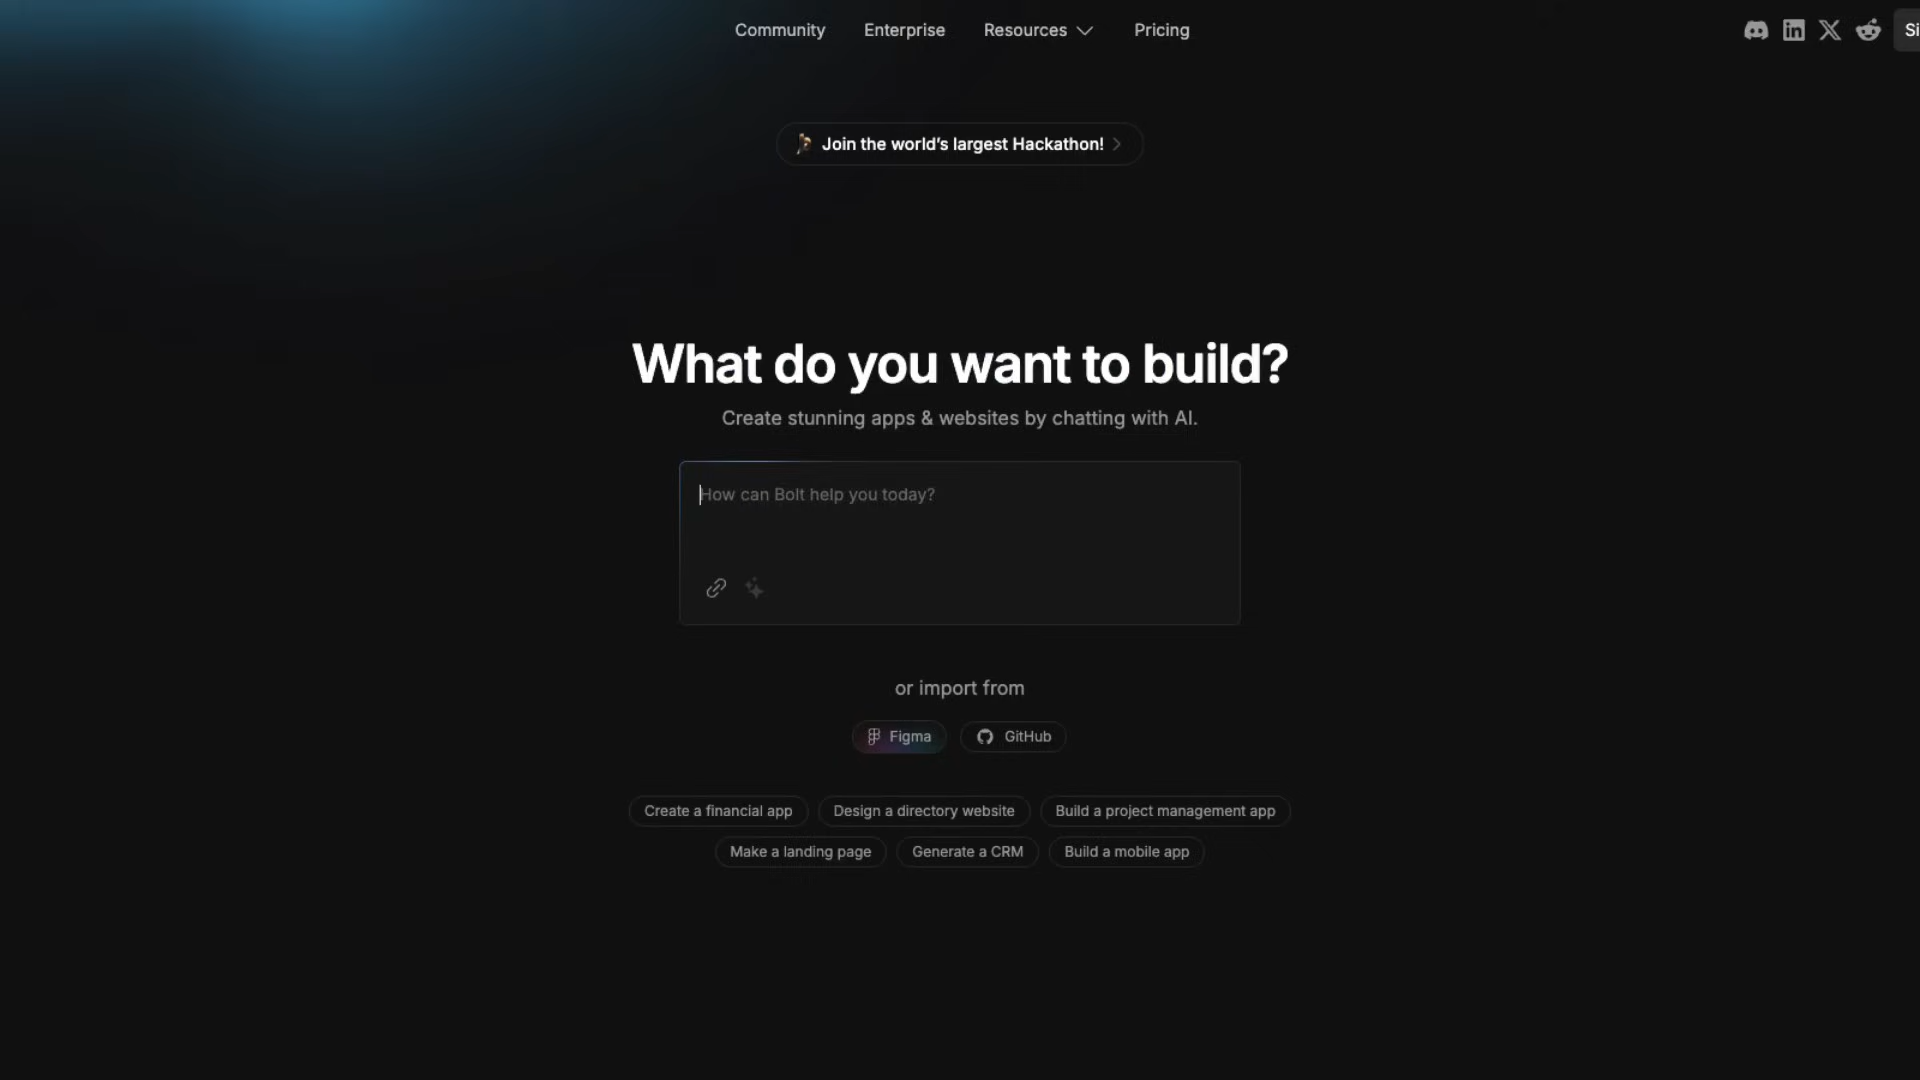 Community Enterprise Resources Pricing
Join the world's largest Hackathon!
What do you want to build?
Create stunning apps & websites by chatting with AI.
How can Bolt help you today?
or import from
Figma GitHub
Create a financial app Design a directory website Build a project management app
Make a landing page Generate a CRM Build a mobile app